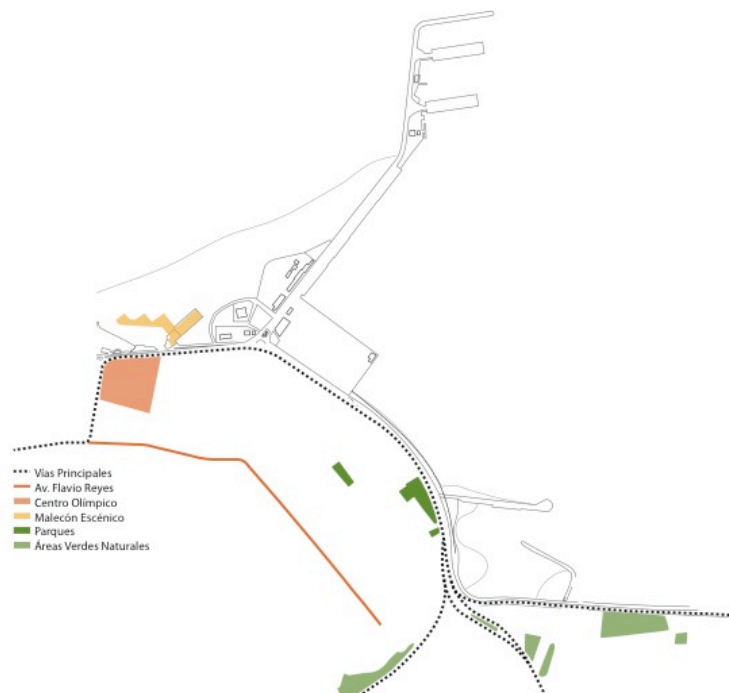 Vías Principales
Av. Flavio Reyes
Centro Olímpico
Malecón Escénico
Parques
Áreas Verdes Naturales